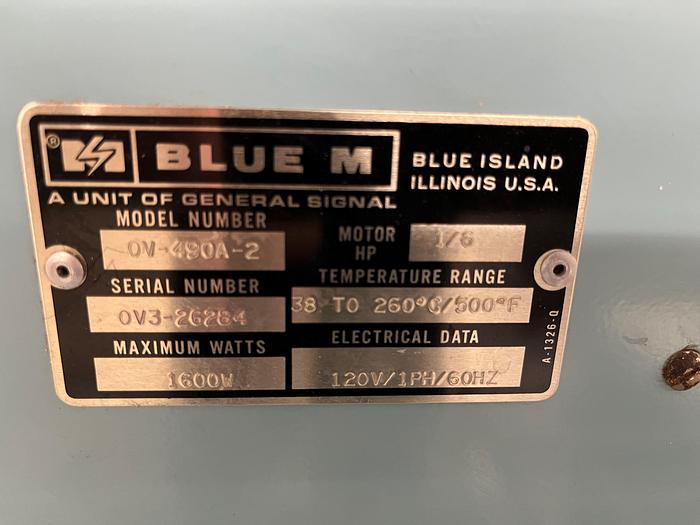 ® BLUE M
BLUE ISLAND
ILLINOIS U.S.A.
A UNIT OF GENERAL SIGNAL
MODEL NUMBER
OV-490A-2
MOTOR HP 1/6
SERIAL NUMBER
OV3-26284
TEMPERATURE RANGE
38 TO 260°C/500°F
MAXIMUM WATTS
1600W
ELECTRICAL DATA
120V/1PH/60HZ
A-1326-Q